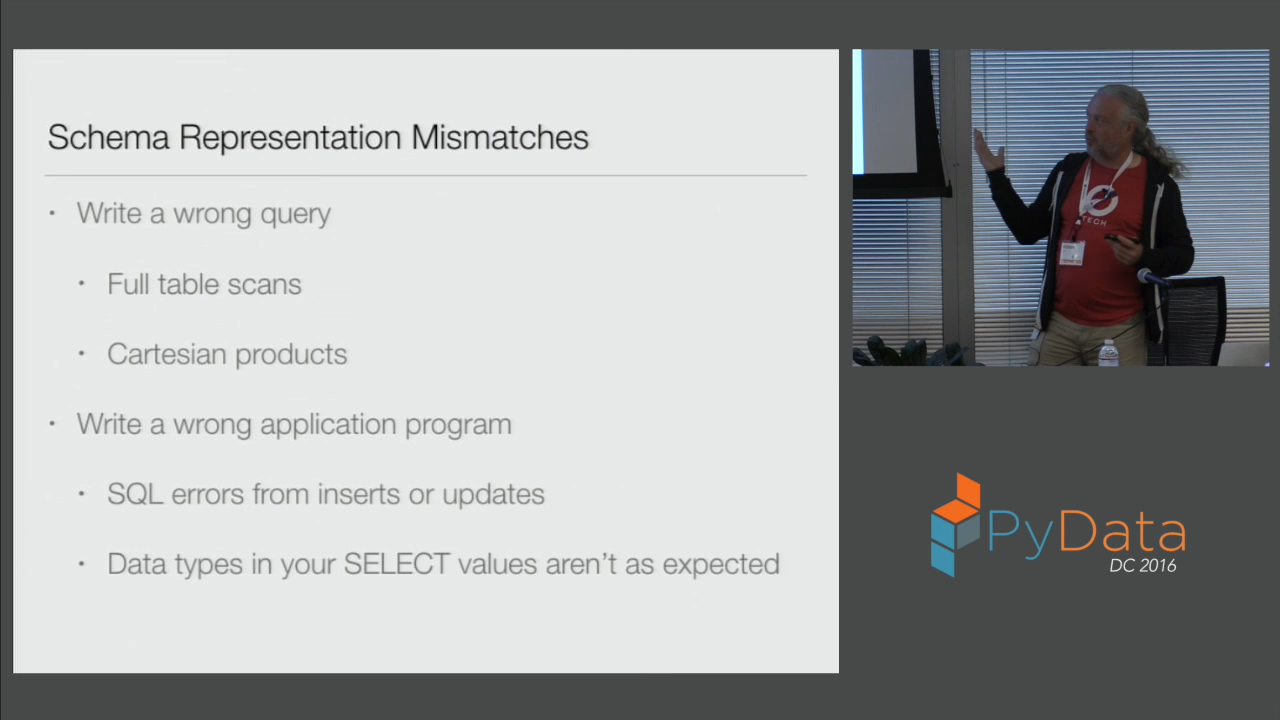 Schema Representation Mismatches
• Write a wrong query
• Full table scans
• Cartesian products
• Write a wrong application program
• SQL errors from inserts or updates
• Data types in your SELECT values aren't as expected
TECH
PyData
DC 2016